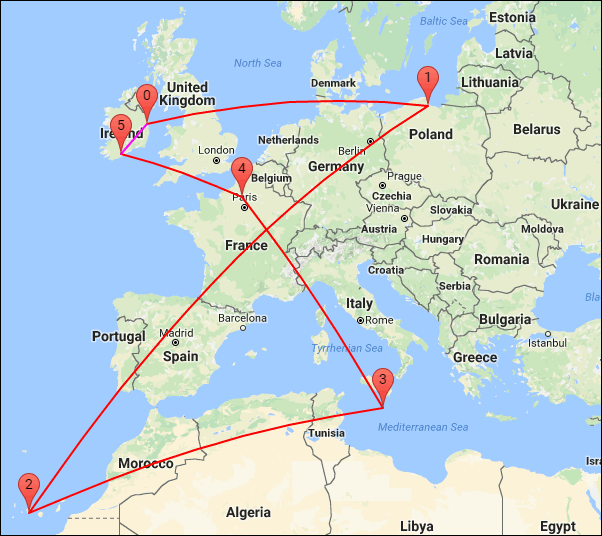 Baltic Sea
Estonia
Latvia
North Sea
Denmark
Lithuania
United
Kingdom
0
1
5
Ireland
Poland
Belarus
Netherlands
Berlin
London
4
Belgium
Germany
Prague
Paris
Czechia
Ukraine
Vienna
Slovakia
Austria
Moldova
France
Hungary
Croatia
Romania
Serbia
Italy
Bulgaria
Barcelona
Rome
Portugal
Madrid
Istanbul
Spain
Tyrrhenian Sea
Greece
3
Tunisia
Mediterranean Sea
Morocco
2
Algeria
Libya
Egypt